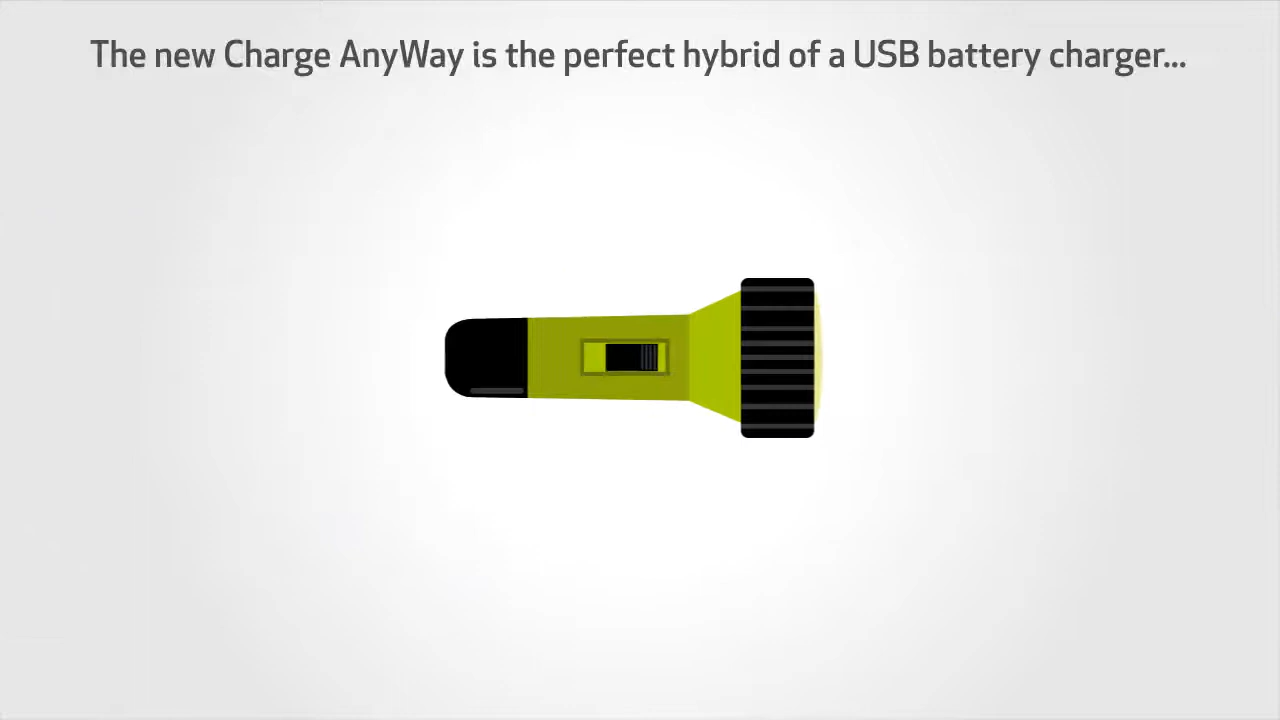 The new Charge AnyWay is the perfect hybrid of a USB battery charger...